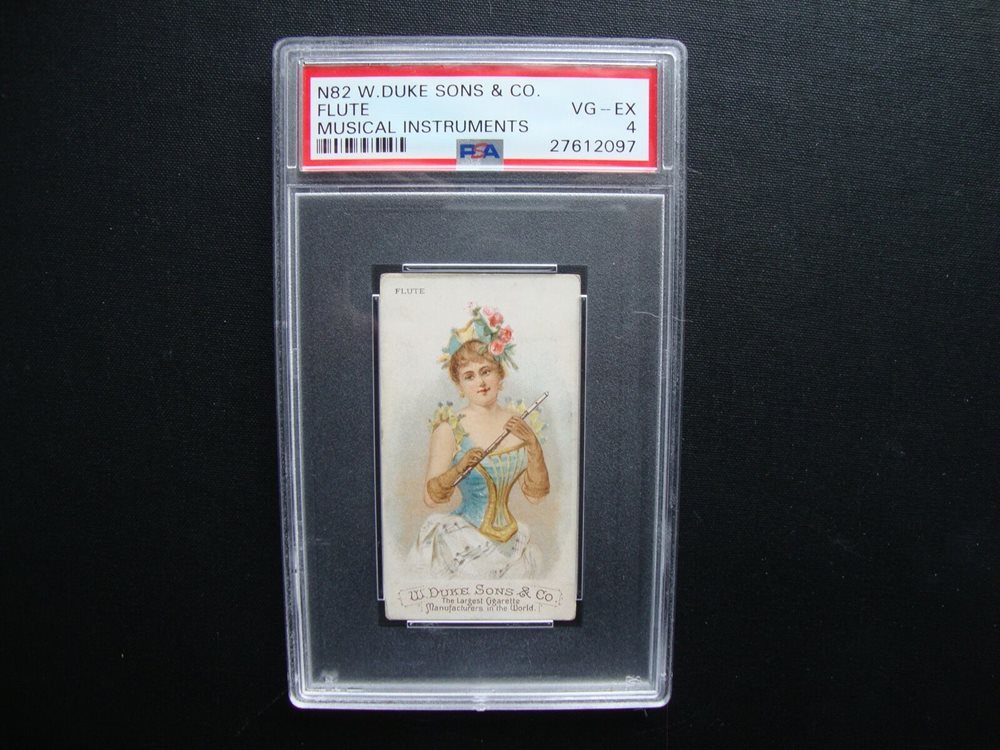 N82 W.DUKE SONS & CO.
FLUTE VG-EX
MUSICAL INSTRUMENTS 4
PSA 27612097
FLUTE
W. DUKE SONS & CO.
The Largest Cigarette
Manufacturers in the World.